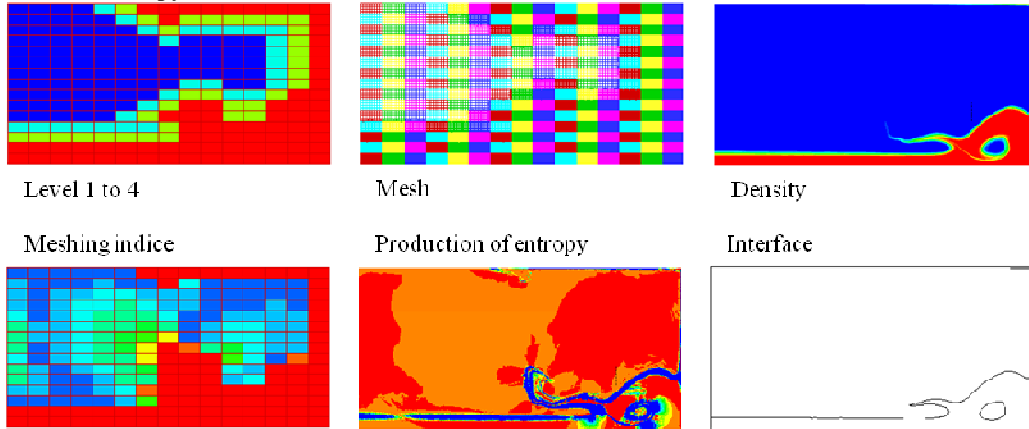 Level 1 to 4
Mesh
Density
Meshing indice
Production of entropy
Interface